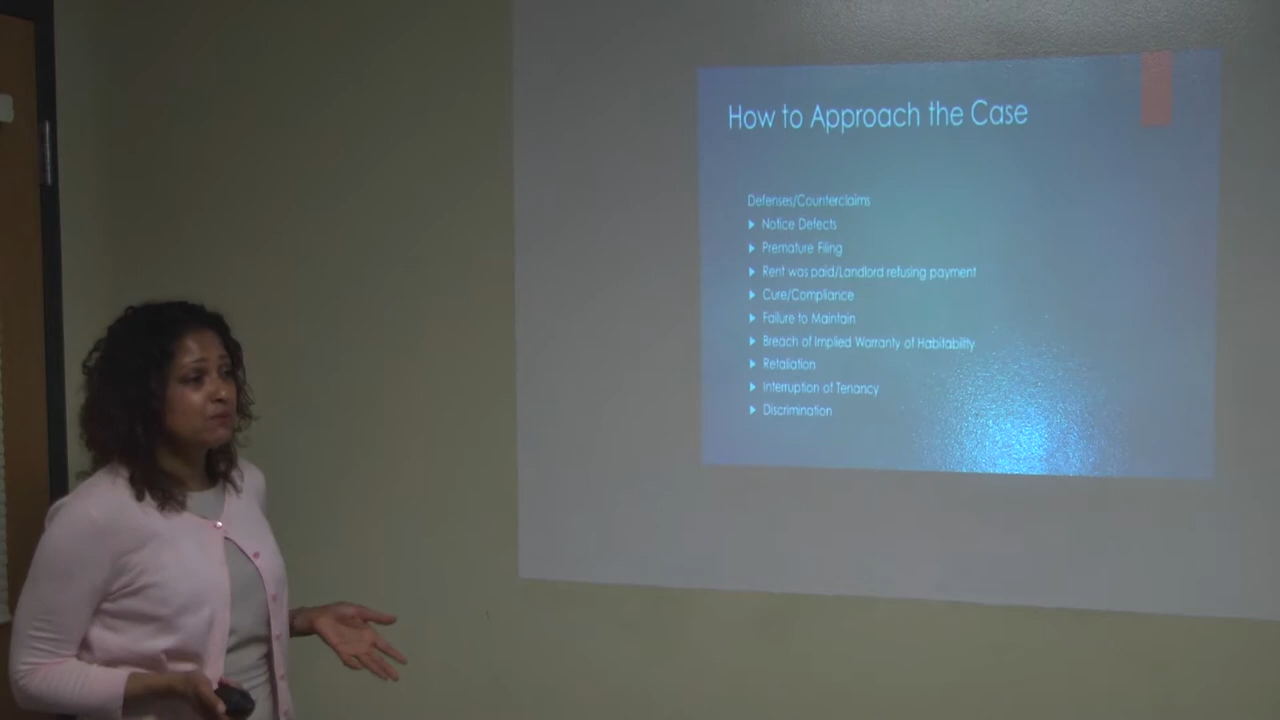 How to Approach the Case
Defenses/Counterclaims
Notice Defects
Premature Filing
Rent was paid/Landlord refusing payment
Cure/Compliance
Failure to Maintain
Breach of Implied Warranty of Habitability
Retaliation
Interruption of Tenancy
Discrimination